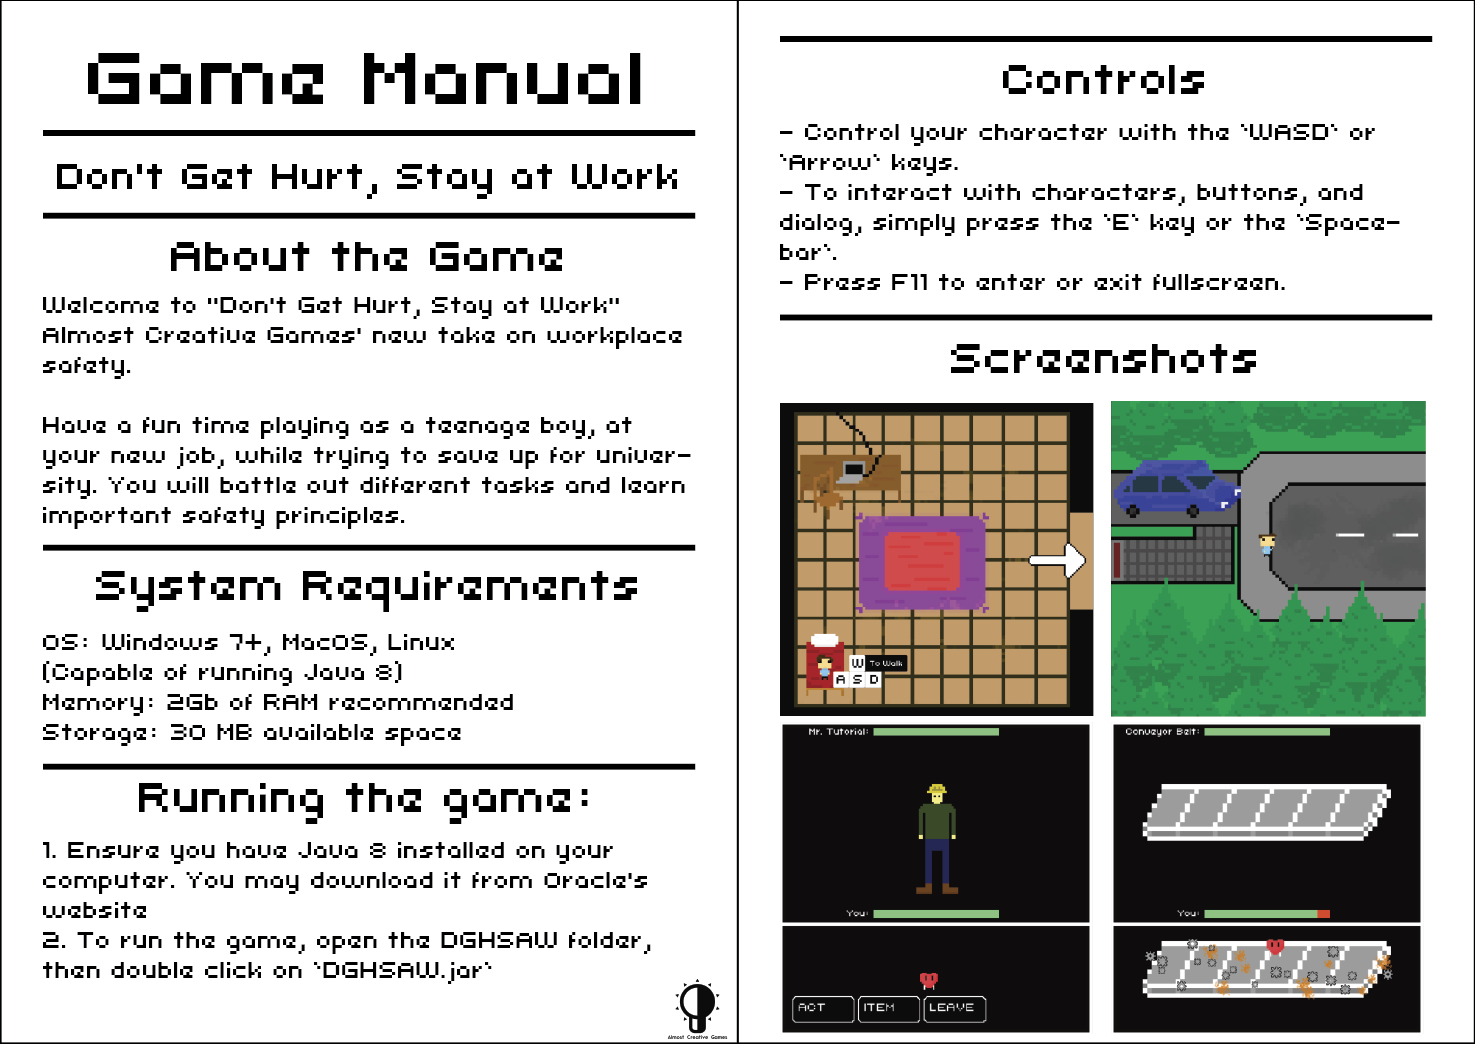 Game Manual
Don't Get Hurt, Stay at Work
About the Game
Welcome to "Don't Get Hurt, Stay at Work"
Almost Creative Games' new take on workplace
safety.
Have a fun time playing as a teenage boy, at
your new job, while trying to save up for univer-
sity. You will battle out different tasks and learn
important safety principles.
System Requirements
OS: Windows 7+, MacOS, Linux
(Capable of running Java 8)
Memory: 2Gb of RAM recommended
Storage: 30 MB available space
Running the game:
1. Ensure you have Java 8 installed on your
computer. You may download it from Oracle's
website
2. To run the game, open the DGHSAW folder,
then double click on `DGHSAW.jar`
Almost Creative Games
Controls
- Control your character with the `WASD` or
`Arrow` keys.
- To interact with characters, buttons, and
dialog, simply press the `E` key or the `Space-
bar`.
- Press F11 to enter or exit fullscreen.
Screenshots
W To Walk
A S D
Mr. Tutorial:
You:
ACT ITEM LEAVE
Conveyor Belt:
You: